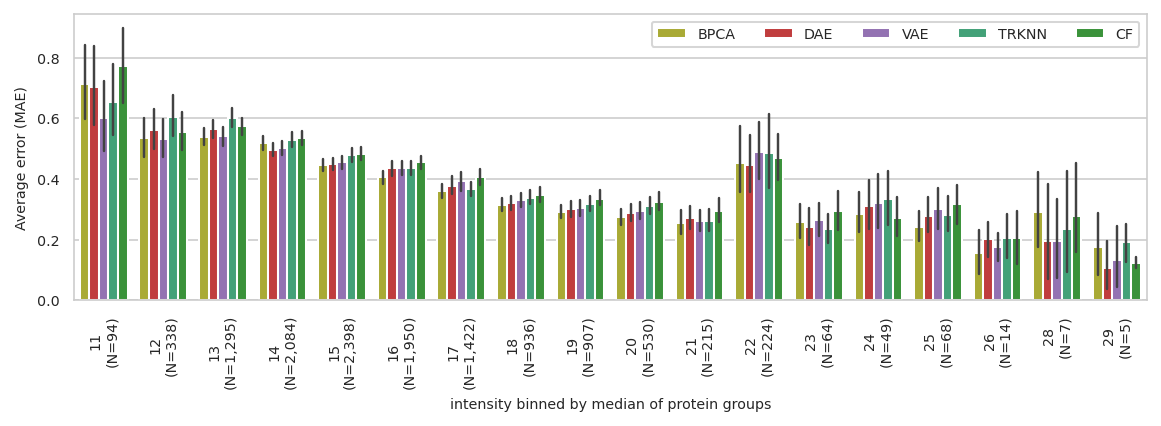 BPCA DAE VAE TRKNN CF
Average error (MAE)
0.8
0.6
0.4
0.2
0.0
11
(N=94)
12
(N=338)
13
(N=1,295)
14
(N=2,084)
15
(N=2,398)
16
(N=1,950)
17
(N=1,422)
18
(N=936)
19
(N=907)
20
(N=530)
21
(N=215)
22
(N=224)
23
(N=64)
24
(N=49)
25
(N=68)
26
(N=14)
28
(N=7)
29
(N=5)
intensity binned by median of protein groups